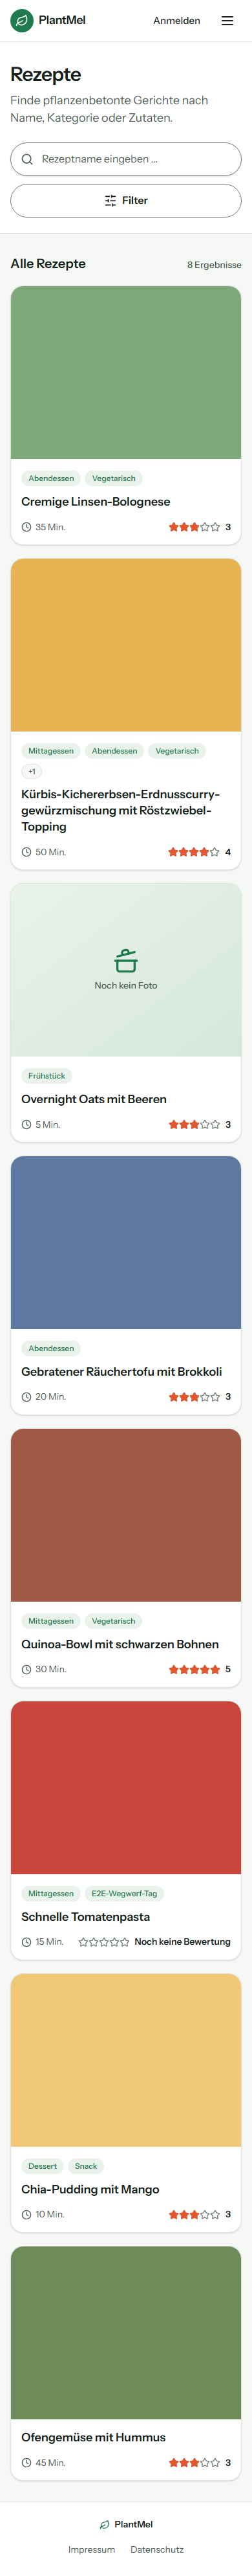 PlantMel
Anmelden
Rezepte
Finde pflanzenbetonte Gerichte nach
Name, Kategorie oder Zutaten.
Rezeptname eingeben ...
Filter
Alle Rezepte
8 Ergebnisse
Abendessen Vegetarisch
Cremige Linsen-Bolognese
35 Min. 3
Mittagessen Abendessen Vegetarisch
+1
Kürbis-Kichererbsen-Erdnusscurry-
gewürzmischung mit Röstzwiebel-
Topping
50 Min. 4
Noch kein Foto
Frühstück
Overnight Oats mit Beeren
5 Min. 3
Abendessen
Gebratener Räuchertofu mit Brokkoli
20 Min. 3
Mittagessen Vegetarisch
Quinoa-Bowl mit schwarzen Bohnen
30 Min. 5
Mittagessen E2E-Wegwerf-Tag
Schnelle Tomatenpasta
15 Min. Noch keine Bewertung
Dessert Snack
Chia-Pudding mit Mango
10 Min. 3
Ofengemüse mit Hummus
45 Min. 3
PlantMel
Impressum Datenschutz